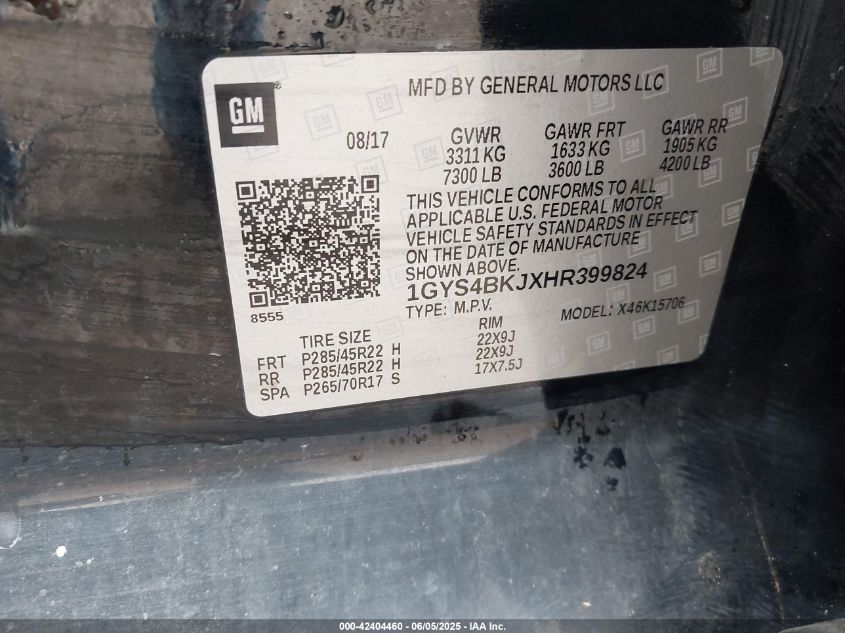 GM
MFD BY GENERAL MOTORS LLC
08/17
GVWR GAWR FRT GAWR RR
3311 KG 1633 KG 1905 KG
7300 LB 3600 LB 4200 LB
THIS VEHICLE CONFORMS TO ALL
APPLICABLE U.S. FEDERAL MOTOR
VEHICLE SAFETY STANDARDS IN EFFECT
ON THE DATE OF MANUFACTURE
SHOWN ABOVE.
8555
1GYS4BKJXHR399824
TYPE: M.P.V. MODEL: X46K15706
TIRE SIZE RIM
FRT P285/45R22 H 22X9J
RR P285/45R22 H 22X9J
SPA P265/70R17 S 17X7.5J
000-42404460 - 06/05/2025 - IAA Inc.